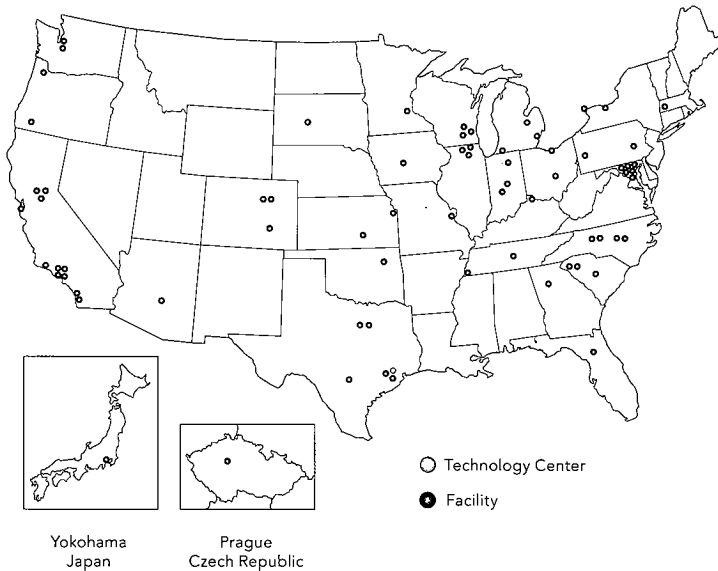 Technology Center
Facility
Yokohama
Japan
Prague
Czech Republic